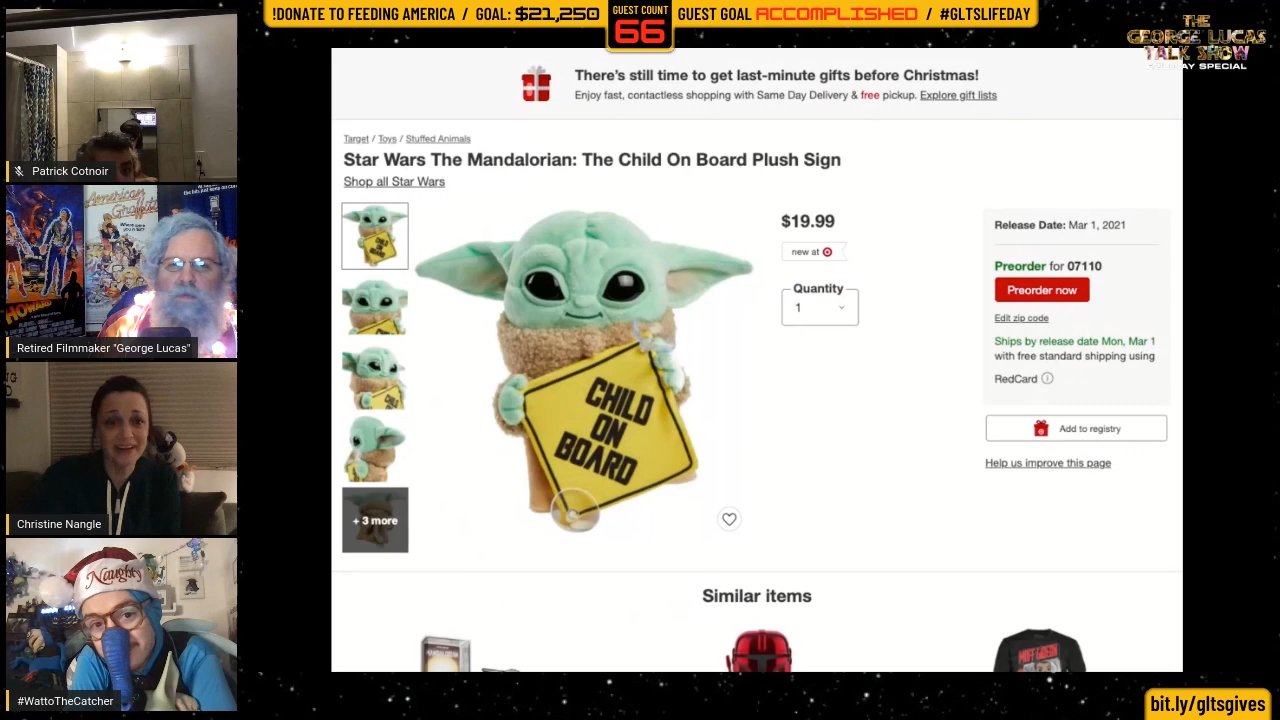 !DONATE TO FEEDING AMERICA / GOAL: $21,250
GUEST COUNT
66
GUEST GOAL ACCOMPLISHED / #GLTSLIFEDAY
THE
GEORGE LUCAS
TALK SHOW
Patrick Cotnoir
American
Graffiti
HOWARD
Retired Filmmaker "George Lucas"
Christine Nangle
Naughty
#WattoTheCatcher
There's still time to get last-minute gifts before Christmas!
Enjoy fast, contactless shopping with Same Day Delivery & free pickup. Explore gift lists
Target / Toys / Stuffed Animals
Star Wars The Mandalorian: The Child On Board Plush Sign
Shop all Star Wars
+ 3 more
CHILD
ON
BOARD
$19.99
new at
Quantity
1
Release Date: Mar 1, 2021
Preorder for 07110
Preorder now
Edit zip code
Ships by release date Mon, Mar 1
with free standard shipping using
RedCard
Add to registry
Help us improve this page
Similar items
bit.ly/gltsgives